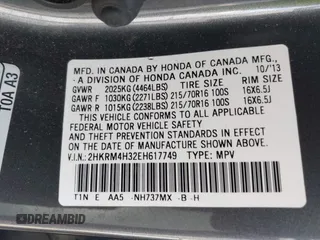 TOA A3
MFD. IN CANADA BY HONDA OF CANADA MFG.,
A DIVISION OF HONDA CANADA INC. 10/'13
GVWR 2025KG (4464LBS) TIRE SIZE RIM SIZE
GAWR F 1030KG (2271LBS) 215/70R16 100S 16X6.5J
GAWR R 1015KG (2238LBS) 215/70R16 100S 16X6.5J
THIS VEHICLE CONFORMS TO ALL APPLICABLE
FEDERAL MOTOR VEHICLE SAFETY AND
THEFT PREVENTION STANDARDS IN EFFECT ON
THE DATE OF MANUFACTURE SHOWN ABOVE.
V.I.N.: 2HKRM4H32EH617749 TYPE: MPV
T1N E AA5 -NH737MX -B -H
DREAMBID